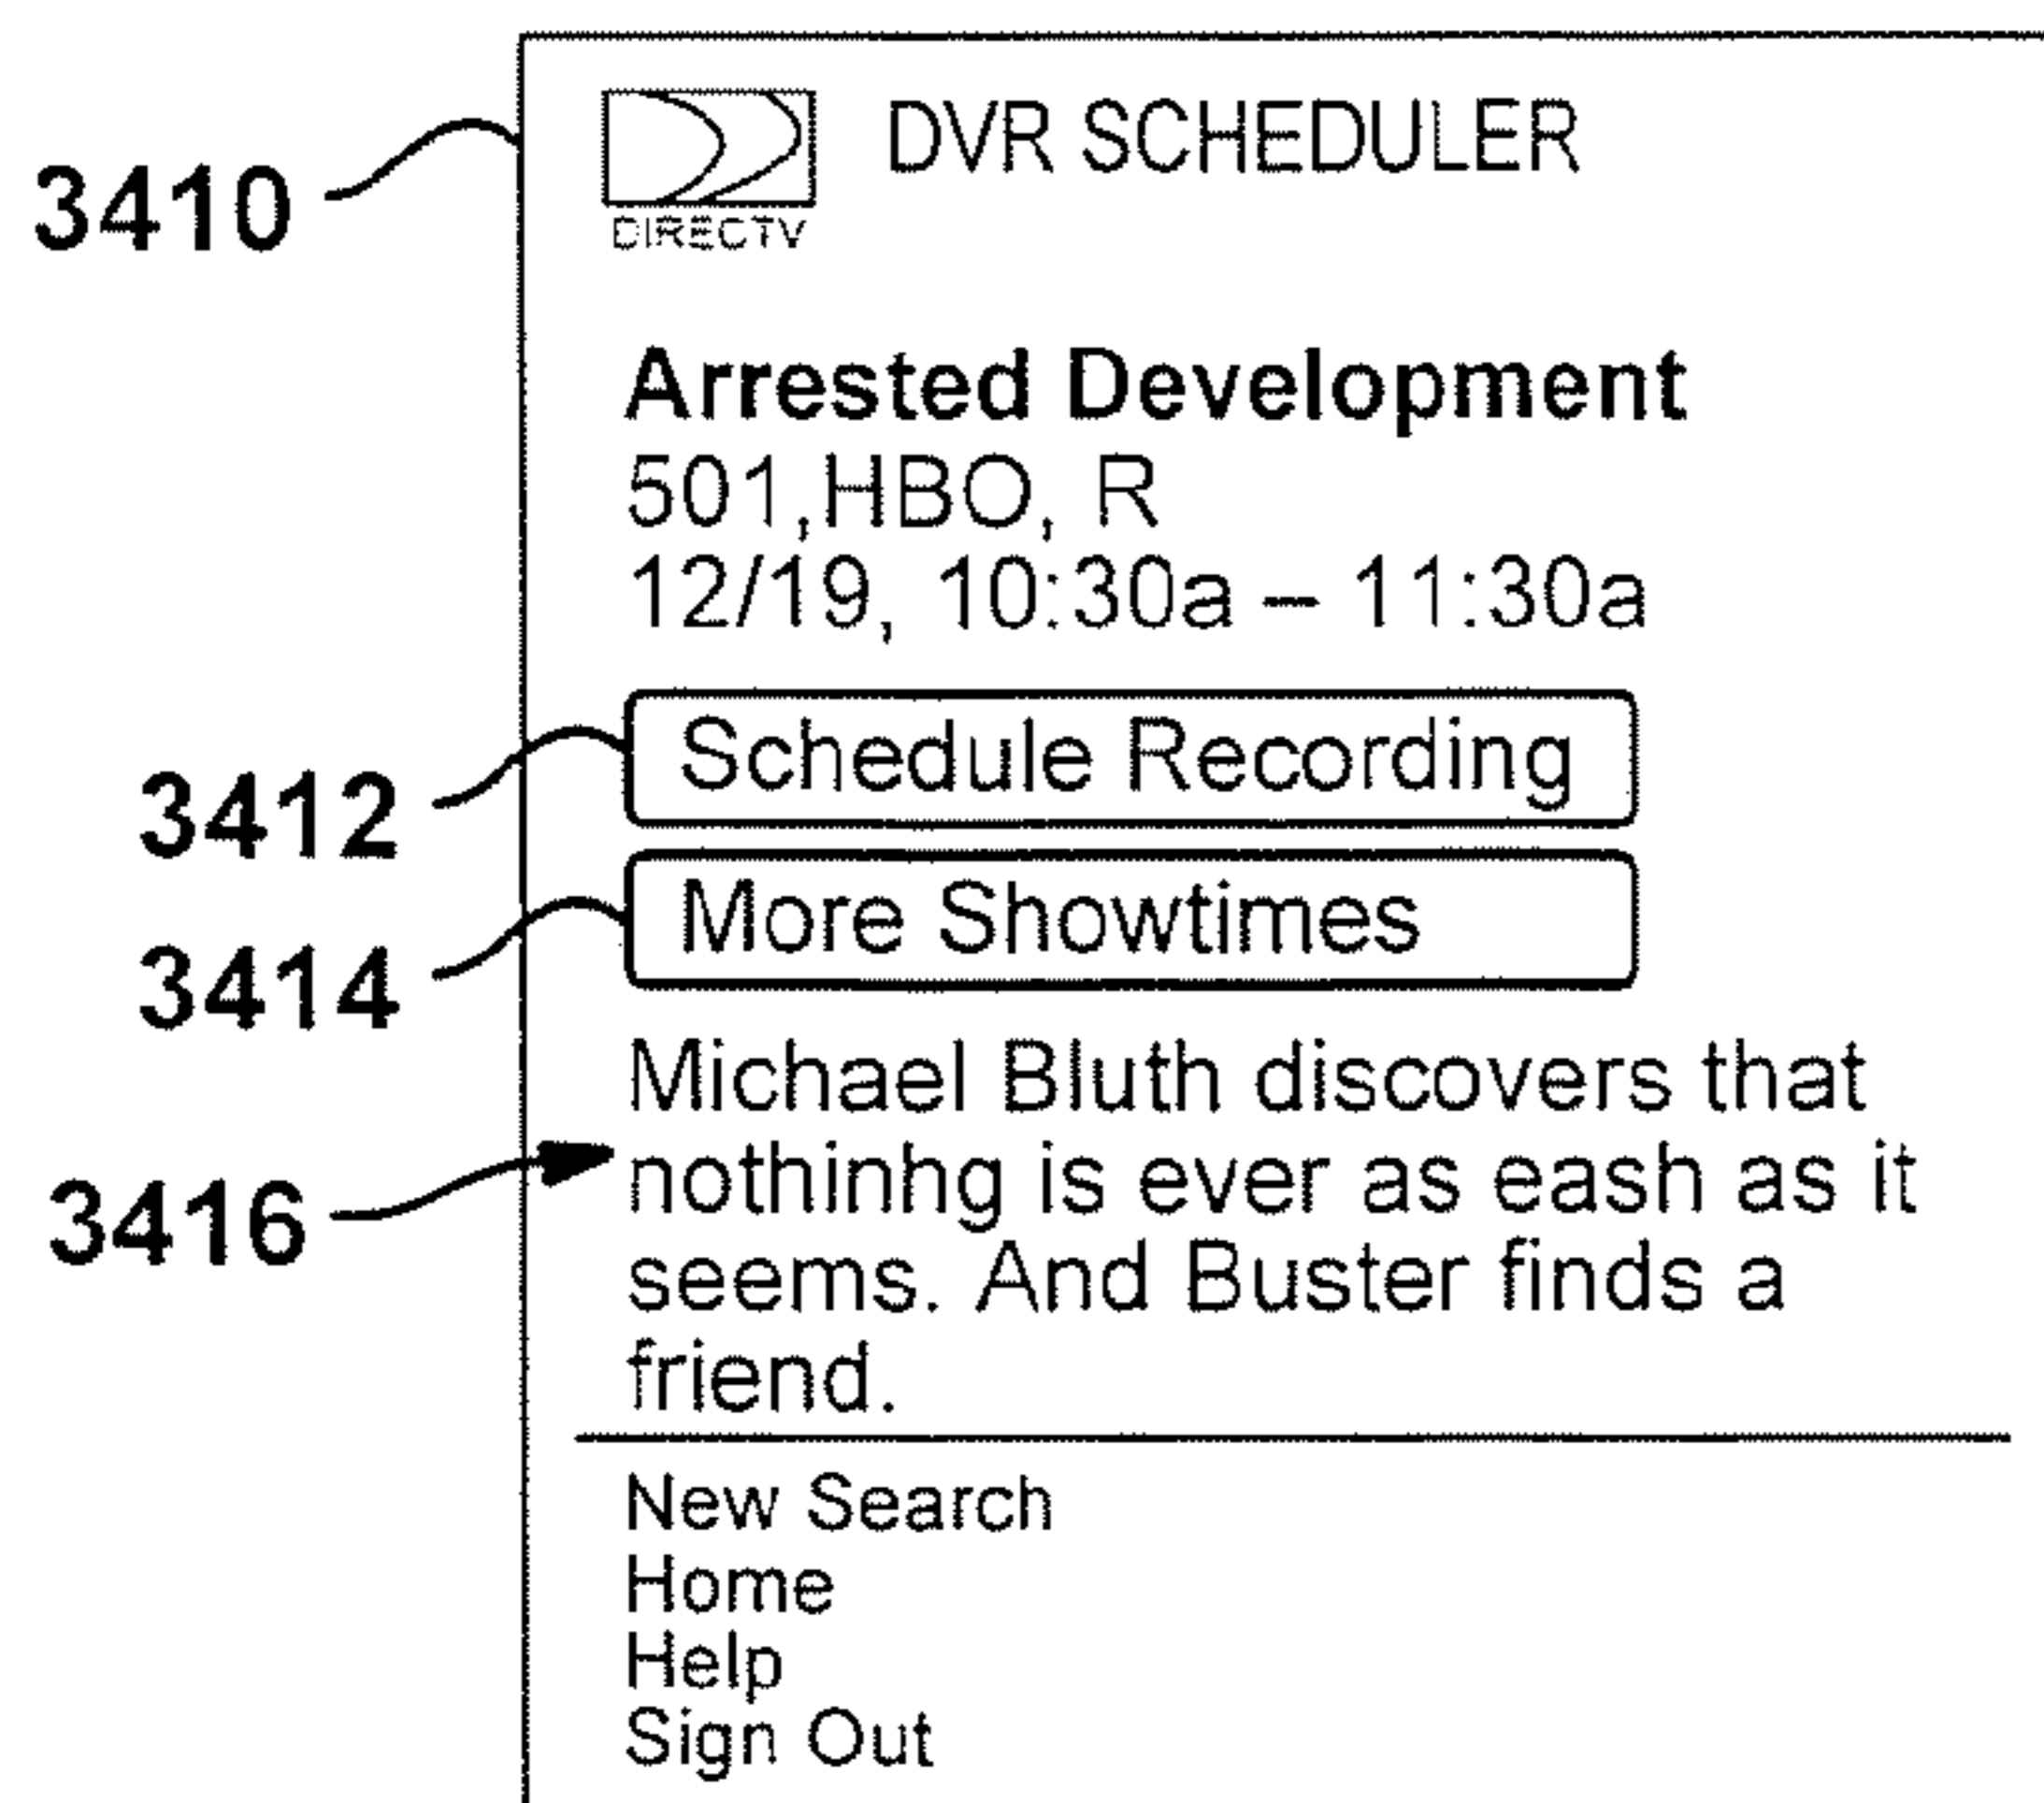 3410
DVR SCHEDULER
DIRECTV
Arrested Development
501,HBO, R
12/19, 10:30a – 11:30a
3412
Schedule Recording
3414
More Showtimes
Michael Bluth discovers that
3416
nothinhg is ever as eash as it
seems. And Buster finds a
friend.
New Search
Home
Help
Sign Out